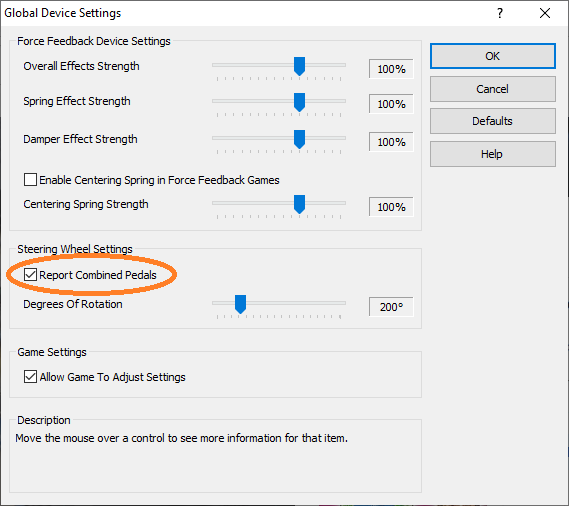 Global Device Settings
?
Force Feedback Device Settings
Overall Effects Strength
100%
OK
Cancel
Spring Effect Strength
100%
Defaults
Damper Effect Strength
100%
Help
Enable Centering Spring in Force Feedback Games
Centering Spring Strength
100%
Steering Wheel Settings
Report Combined Pedals
Degrees Of Rotation
200°
Game Settings
Allow Game To Adjust Settings
Description
Move the mouse over a control to see more information for that item.